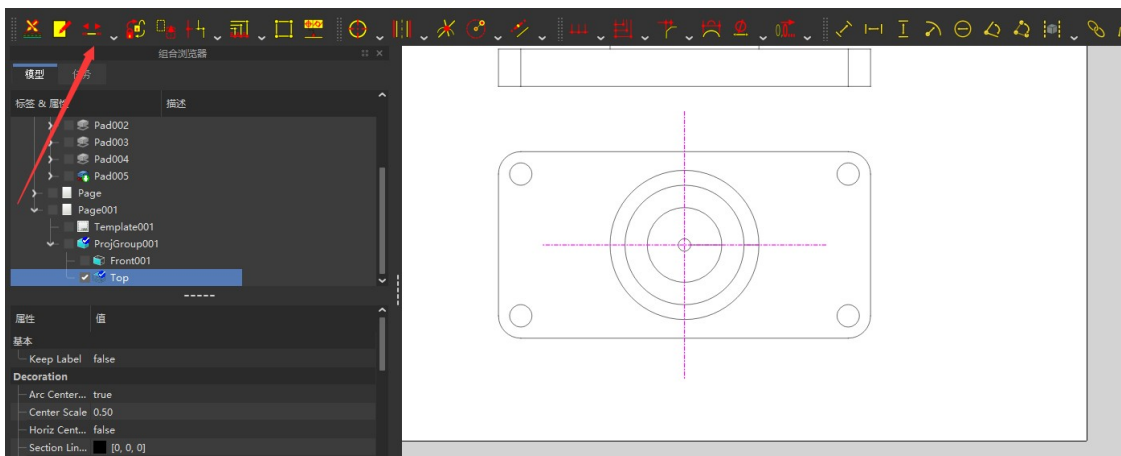 组合浏览器
模型 任务
标签 & 属性 描述
Pad002
Pad003
Pad004
Pad005
Page
Page001
Template001
ProjGroup001
Front001
Top
属性 值
基本
Keep Label false
Decoration
Arc Center... true
Center Scale 0.50
Horiz Cent... false
Section Lin... [0, 0, 0]